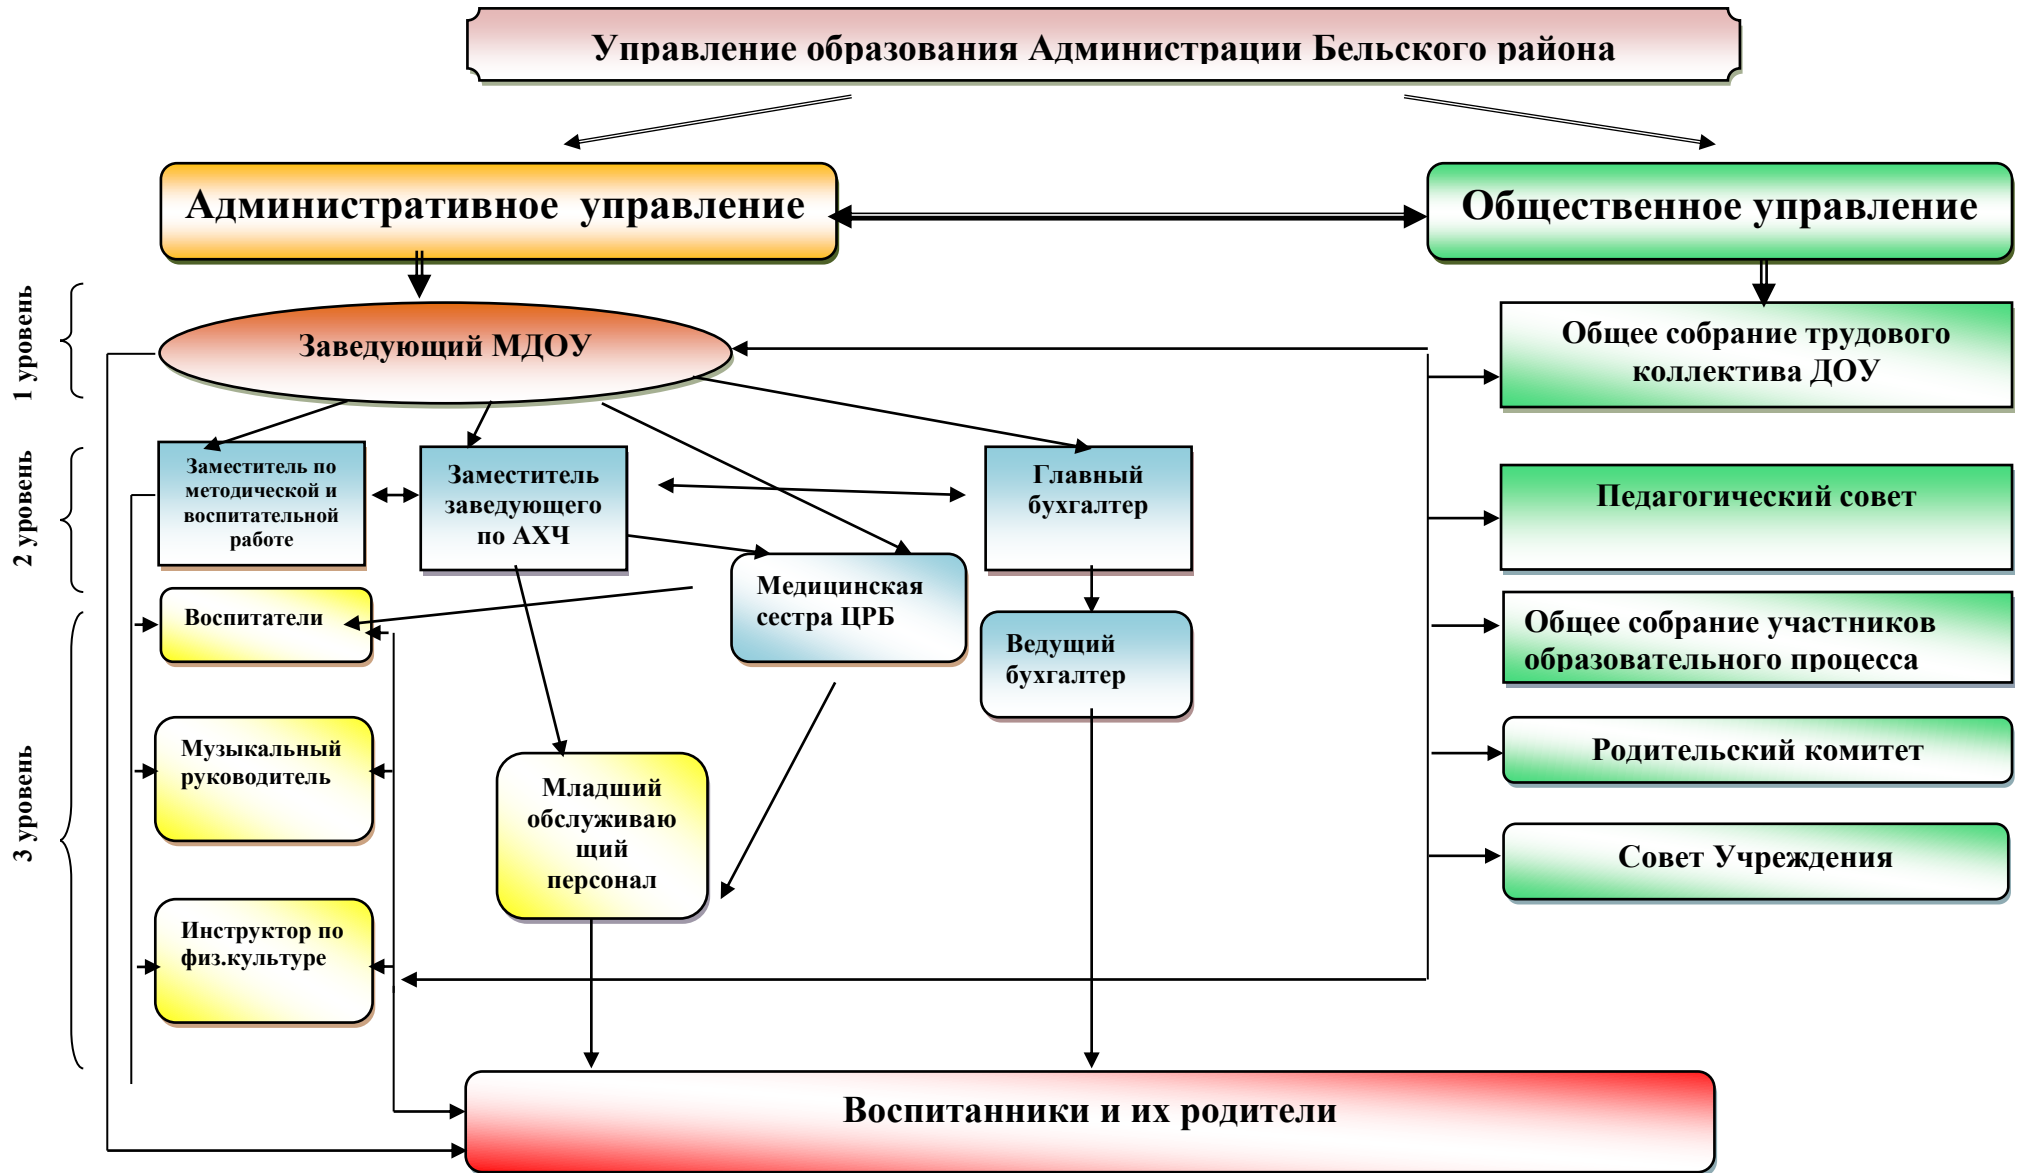 Управление образования Администрации Бельского района
Административное управление
Общественное управление
1 уровень
Заведующий МДОУ
Общее собрание трудового
коллектива ДОУ
2 уровень
Заместитель по
методической и
воспитательной
работе
Заместитель
заведующего
по АХЧ
Главный
бухгалтер
Педагогический совет
Медицинская
сестра ЦРБ
3 уровень
Воспитатели
Ведущий
бухгалтер
Общее собрание участников
образовательного процесса
Музыкальный
руководитель
Младший
обслуживаю
щий
персонал
Родительский комитет
Совет Учреждения
Инструктор по
физ.культуре
Воспитанники и их родители